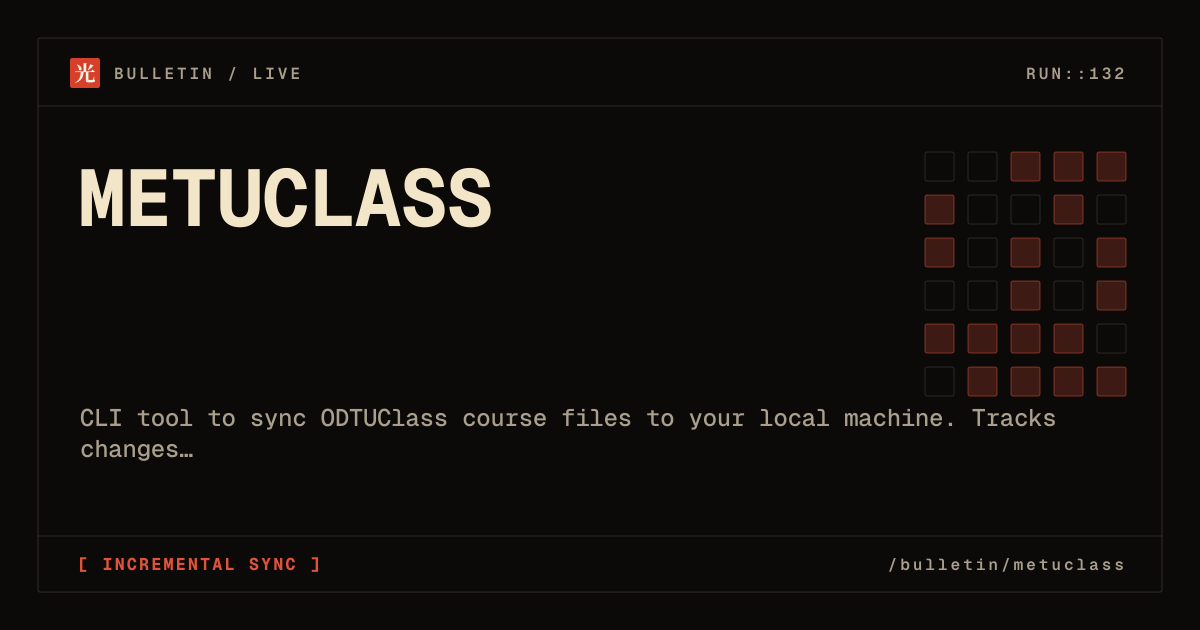 光 BULLETIN / LIVE
RUN::132
METUCLASS
CLI tool to sync ODTUClass course files to your local machine. Tracks
changes…
[ INCREMENTAL SYNC ]
/bulletin/metuclass